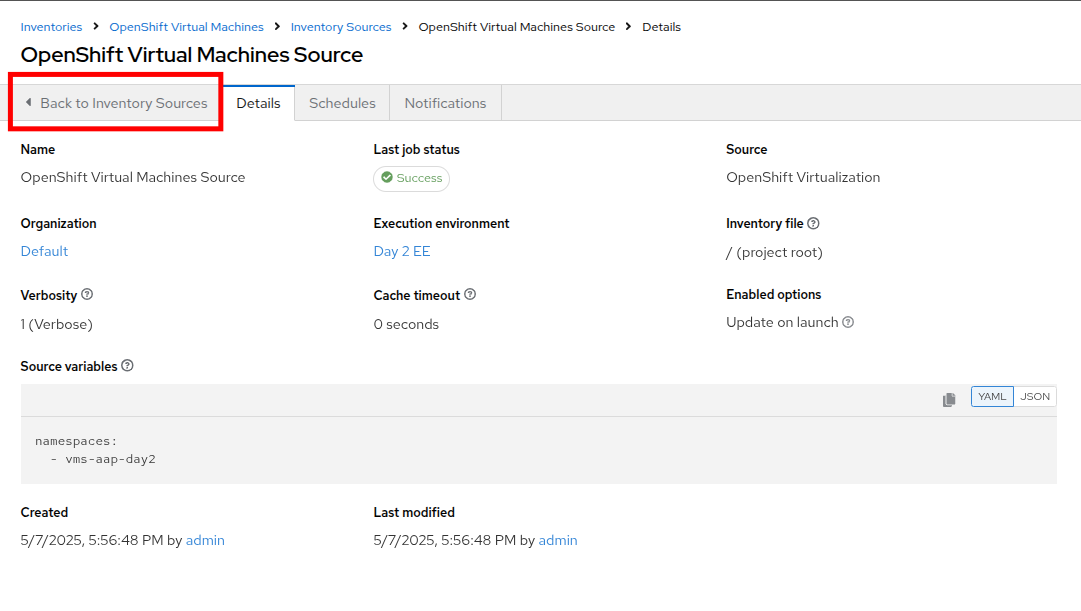 Inventories > OpenShift Virtual Machines > Inventory Sources > OpenShift Virtual Machines Source > Details
OpenShift Virtual Machines Source
Back to Inventory Sources Details Schedules Notifications
Name Last job status Source
OpenShift Virtual Machines Source Success OpenShift Virtualization
Organization Execution environment Inventory file
Default Day 2 EE / (project root)
Verbosity Cache timeout Enabled options
1 (Verbose) 0 seconds Update on launch
Source variables
YAML JSON
namespaces:
  - vms-aap-day2
Created Last modified
5/7/2025, 5:56:48 PM by admin 5/7/2025, 5:56:48 PM by admin